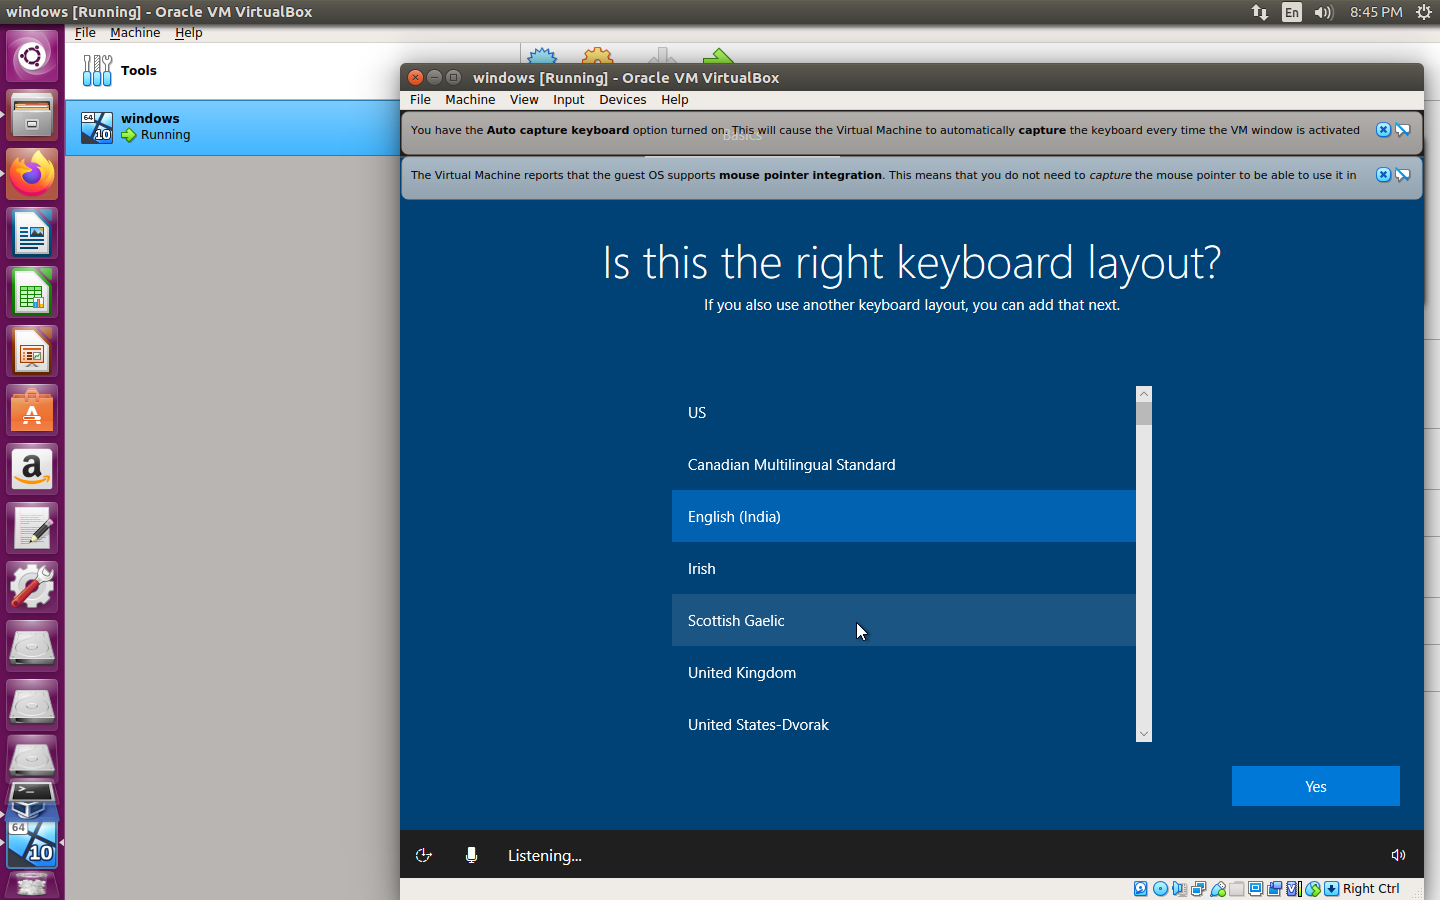 windows [Running] - Oracle VM VirtualBox
En
8:45 PM
File Machine Help
Tools
windows
Running
64
10
windows [Running] - Oracle VM VirtualBox
File Machine View Input Devices Help
You have the Auto capture keyboard option turned on. This will cause the Virtual Machine to automatically capture the keyboard every time the VM window is activated
Basics
The Virtual Machine reports that the guest OS supports mouse pointer integration. This means that you do not need to capture the mouse pointer to be able to use it in
Is this the right keyboard layout?
If you also use another keyboard layout, you can add that next.
US
Canadian Multilingual Standard
English (India)
Irish
Scottish Gaelic
United Kingdom
United States-Dvorak
Yes
Listening...
Right Ctrl
a
>_
64
10